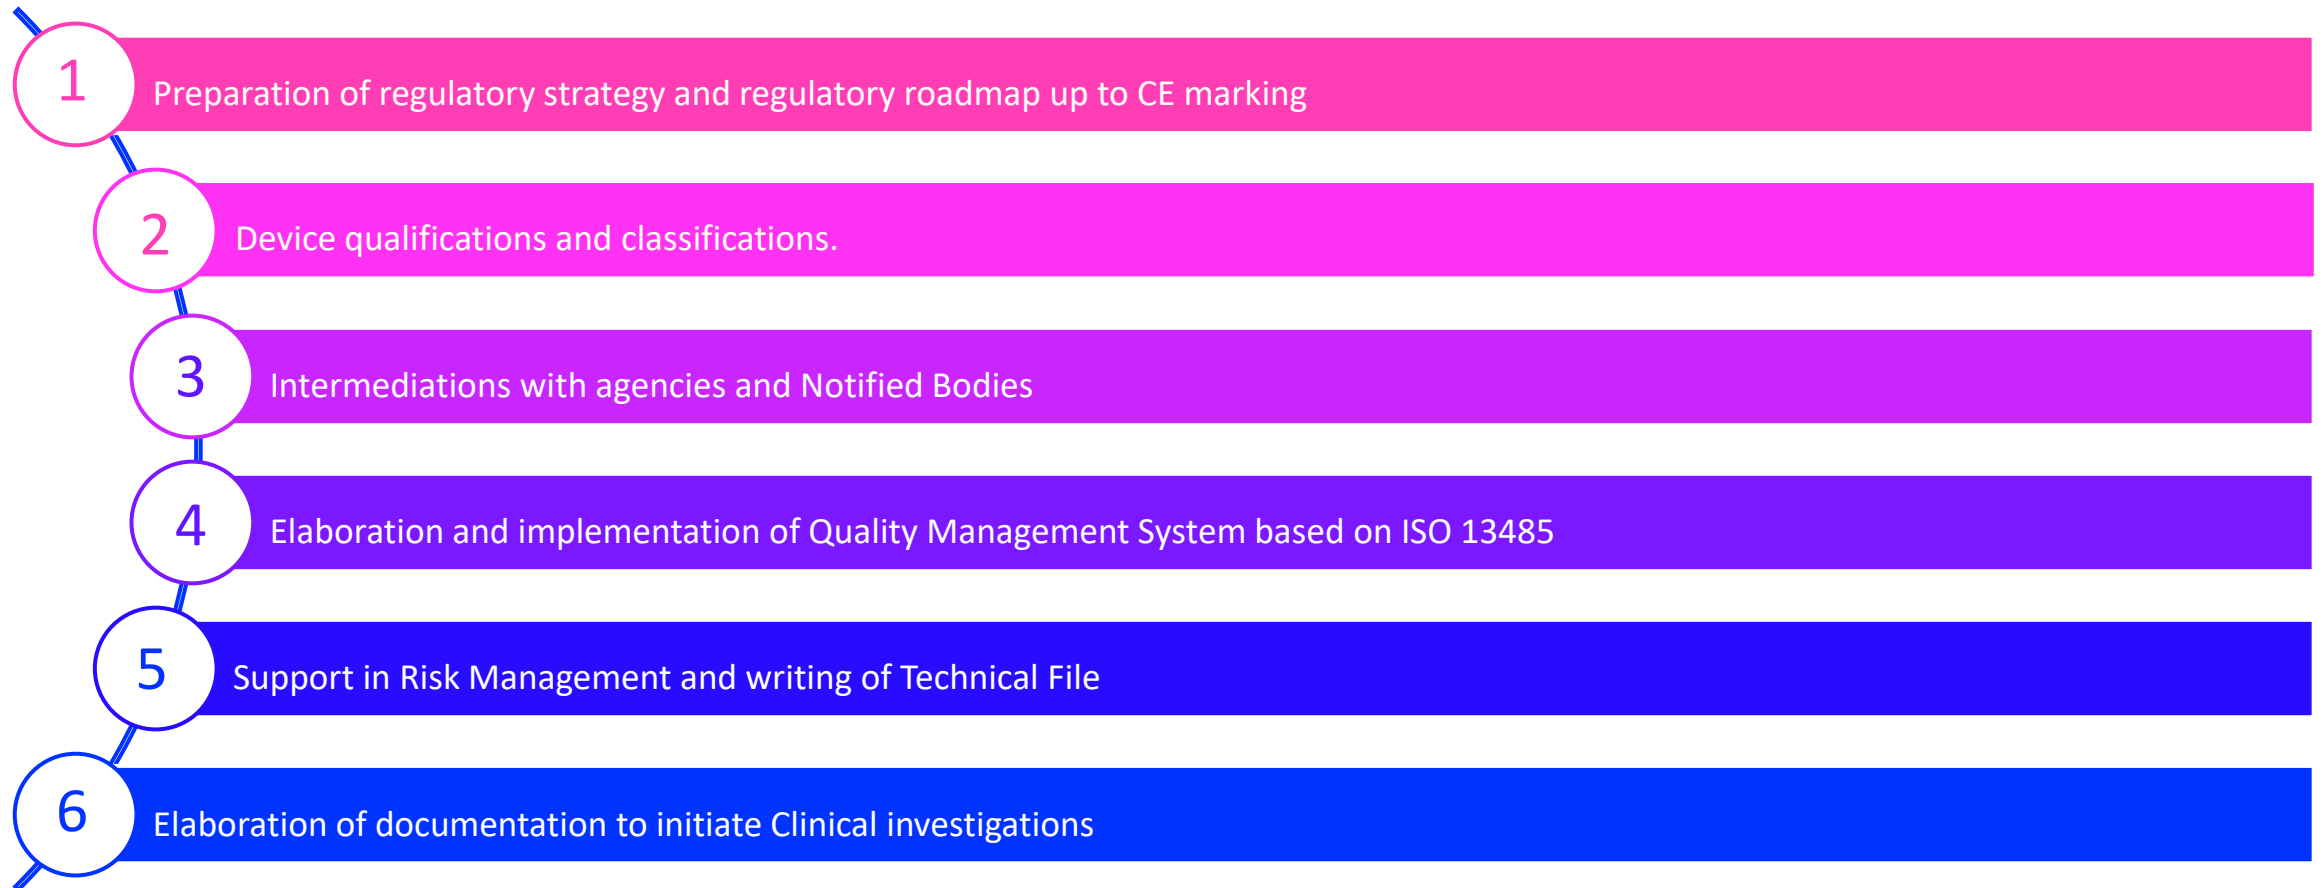 1
Preparation of regulatory strategy and regulatory roadmap up to CE marking
2
Device qualifications and classifications.
3
Intermediations with agencies and Notified Bodies
4
Elaboration and implementation of Quality Management System based on ISO 13485
5
Support in Risk Management and writing of Technical File
6
Elaboration of documentation to initiate Clinical investigations